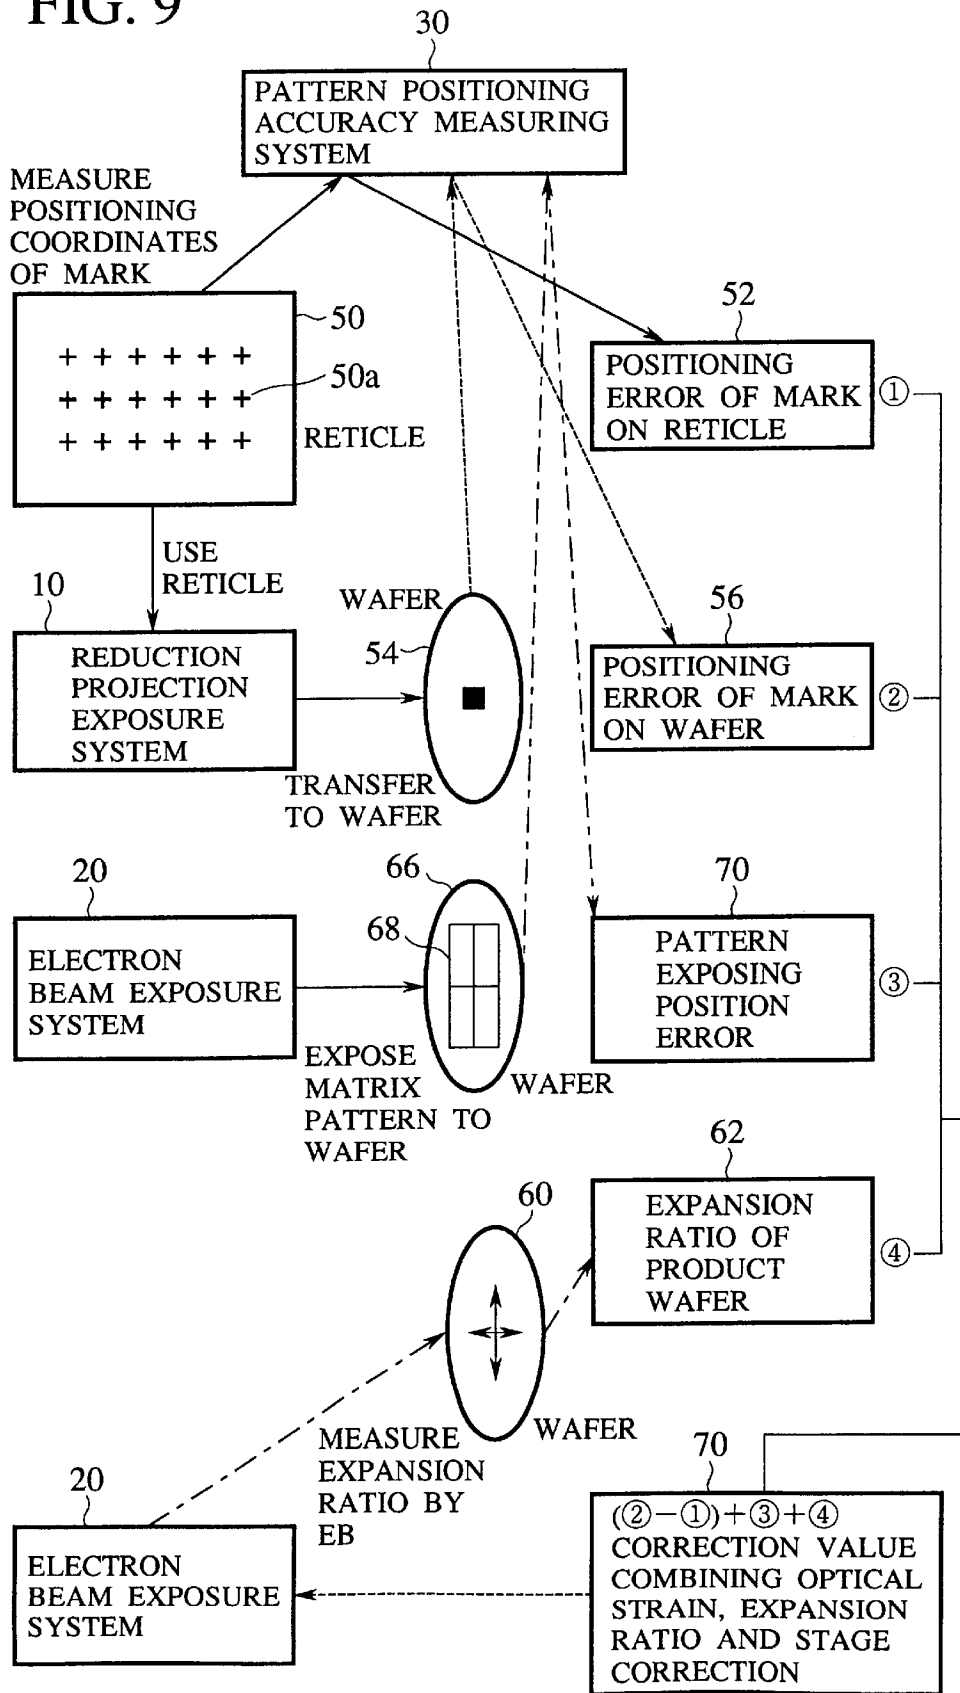 FIG. 9
30
PATTERN POSITIONING
ACCURACY MEASURING
SYSTEM
MEASURE
POSITIONING
COORDINATES
OF MARK
50
50a
RETICLE
52
POSITIONING
ERROR OF MARK
ON RETICLE
①
USE
RETICLE
10
REDUCTION
PROJECTION
EXPOSURE
SYSTEM
WAFER
54
TRANSFER
TO WAFER
56
POSITIONING
ERROR OF MARK
ON WAFER
②
20
ELECTRON
BEAM EXPOSURE
SYSTEM
66
68
EXPOSE
MATRIX
PATTERN TO
WAFER
WAFER
70
PATTERN
EXPOSING
POSITION
ERROR
③
62
EXPANSION
RATIO OF
PRODUCT
WAFER
④
60
WAFER
MEASURE
EXPANSION
RATIO BY
EB
20
ELECTRON
BEAM EXPOSURE
SYSTEM
70
(②−①)+③+④
CORRECTION VALUE
COMBINING OPTICAL
STRAIN, EXPANSION
RATIO AND STAGE
CORRECTION